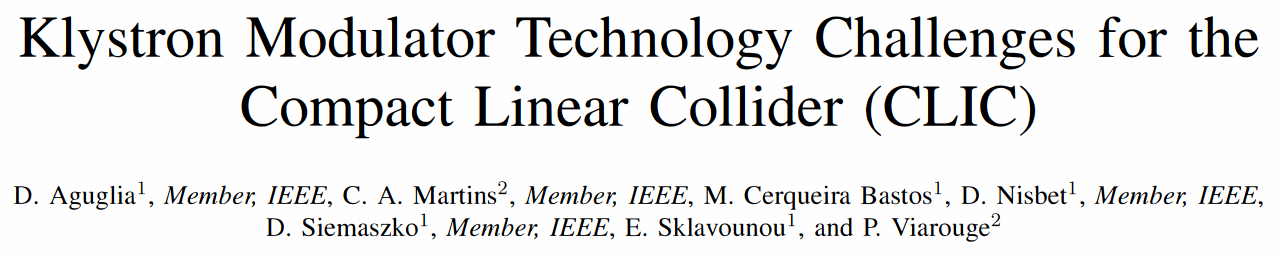 Klystron Modulator Technology Challenges for the
Compact Linear Collider (CLIC)
D. Aguglia¹, Member, IEEE, C. A. Martins², Member, IEEE, M. Cerqueira Bastos¹, D. Nisbet¹, Member, IEEE,
D. Siemaszko¹, Member, IEEE, E. Sklavounou¹, and P. Viarouge²